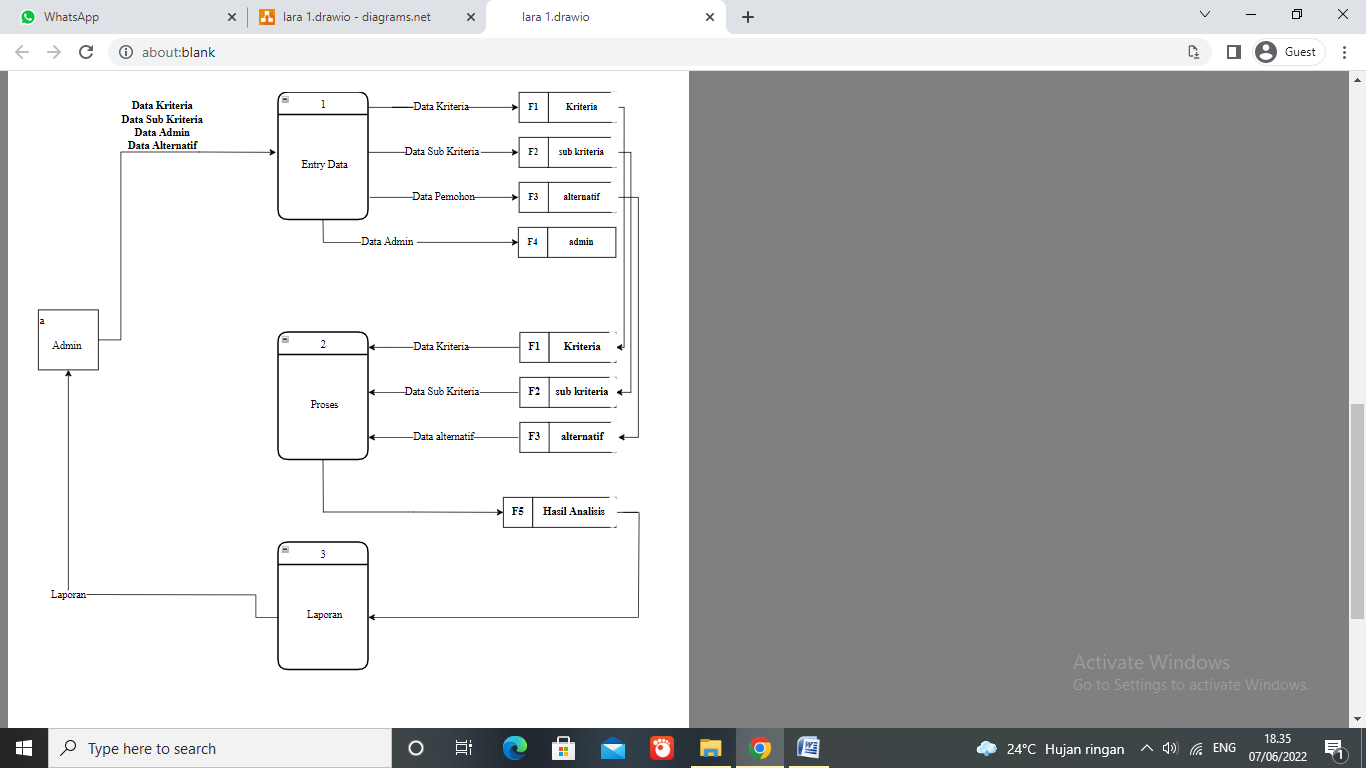 WhatsApp
lara 1.drawio - diagrams.net
lara 1.drawio
about:blank
Guest
Data Kriteria
Data Sub Kriteria
Data Admin
Data Alternatif
1
Entry Data
Data Kriteria
F1 Kriteria
Data Sub Kriteria
F2 sub kriteria
Data Pemohon
F3 alternatif
Data Admin
F4 admin
a
Admin
2
Proses
Data Kriteria
F1 Kriteria
Data Sub Kriteria
F2 sub kriteria
Data alternatif
F3 alternatif
F5 Hasil Analisis
3
Laporan
Laporan
Activate Windows
Go to Settings to activate Windows.
Type here to search
24°C Hujan ringan
ENG
18.35
07/06/2022
1